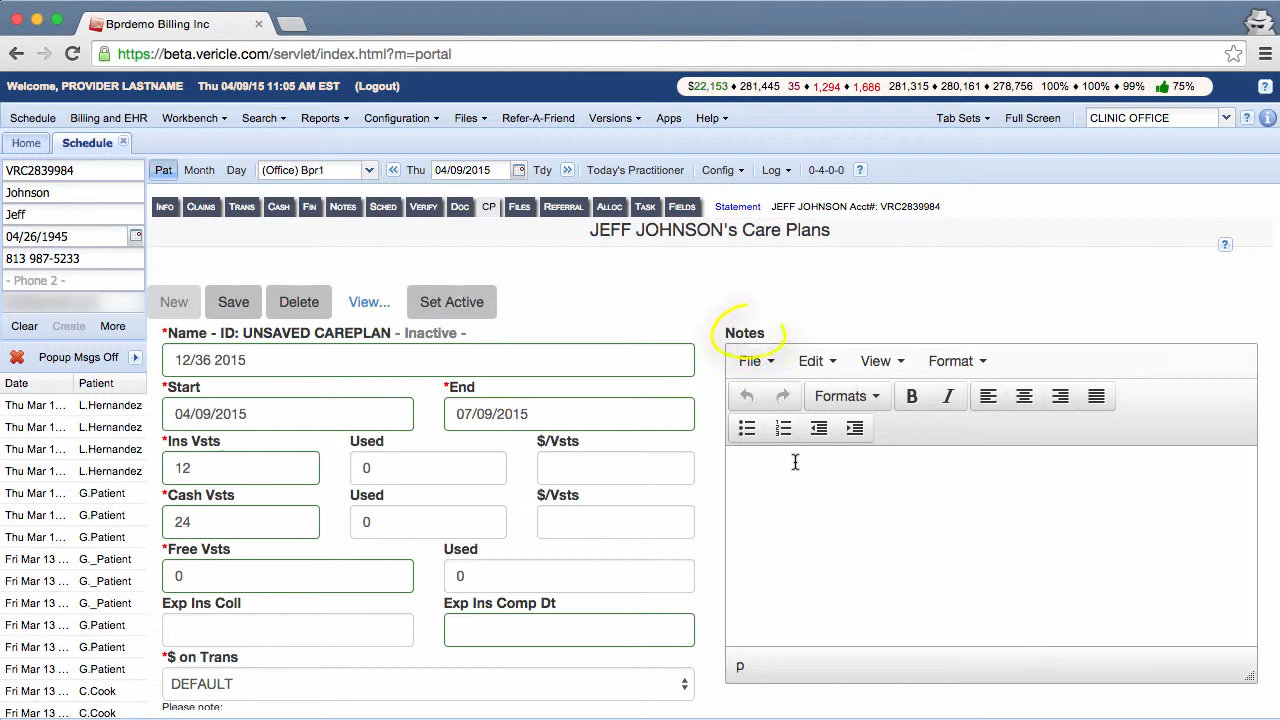 Bprdemo Billing Inc
https://beta.vericle.com/servlet/index.html?m=portal
Welcome, PROVIDER LASTNAME Thu 04/09/15 11:05 AM EST (Logout) $22,153 ♦ 281,445 35 ♦ 1,294 ♦ 1,686 281,315 ♦ 280,161 ♦ 278,756 100% ♦ 100% ♦ 99% 75% ?
Schedule Billing and EHR Workbench Search Reports Configuration Files Refer-A-Friend Versions Apps Help Tab Sets Full Screen CLINIC OFFICE ? i
Home Schedule
VRC2839984 Pat Month Day (Office) Bpr1 Thu 04/09/2015 Tdy Today's Practitioner Config Log 0-4-0-0 ?
Johnson
Jeff INFO CLAIMS TRANS CASH FIN NOTES SCHED VERIFY DOC CP FILES REFERRAL ALLOC TASK FIELDS Statement JEFF JOHNSON Acct#: VRC2839984
04/26/1945 JEFF JOHNSON's Care Plans
813 987-5233 ?
- Phone 2 -
New Save Delete View... Set Active
Clear Create More
*Name - ID: UNSAVED CAREPLAN - Inactive - Notes
Popup Msgs Off 12/36 2015 File Edit View Format
Date Patient *Start *End
Formats B I
Thu Mar 1... L.Hernandez 04/09/2015 07/09/2015
Thu Mar 1... L.Hernandez *Ins Vsts Used $/Vsts
Thu Mar 1... L.Hernandez 12 0
Thu Mar 1... G.Patient *Cash Vsts Used $/Vsts
Thu Mar 1... G.Patient 24 0
Thu Mar 1... G.Patient *Free Vsts Used
Fri Mar 13 ... G._Patient
Fri Mar 13 ... G._Patient 0 0
Fri Mar 13 ... G._Patient Exp Ins Coll Exp Ins Comp Dt
Fri Mar 13 ... G.Patient
Fri Mar 13 ... G.Patient *$ on Trans
Fri Mar 13 ... G.Patient p
Fri Mar 13 ... C.Cook DEFAULT
Fri Mar 13 ... C.Cook Please note: